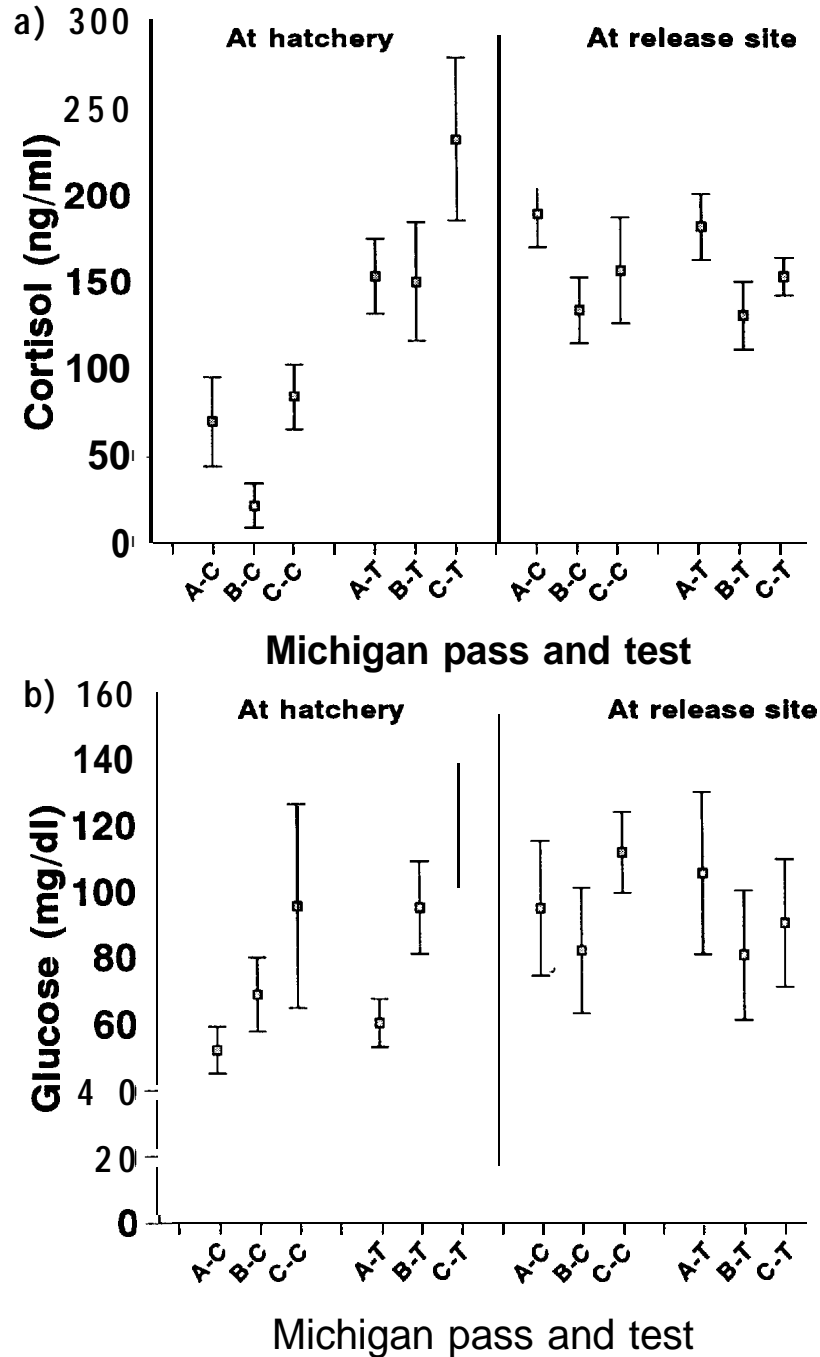 a)
At hatchery
At release site
Cortisol (ng/ml)
300
250
200
150
100
50
0
A-C
B-C
C-C
A-T
B-T
C-T
A-C
B-C
C-C
A-T
B-T
C-T
Michigan pass and test
b)
At hatchery
At release site
Glucose (mg/dl)
160
140
120
100
80
60
4 0
20
0
A-C
B-C
C-C
A-T
B-T
C-T
A-C
B-C
C-C
A-T
B-T
C-T
Michigan pass and test